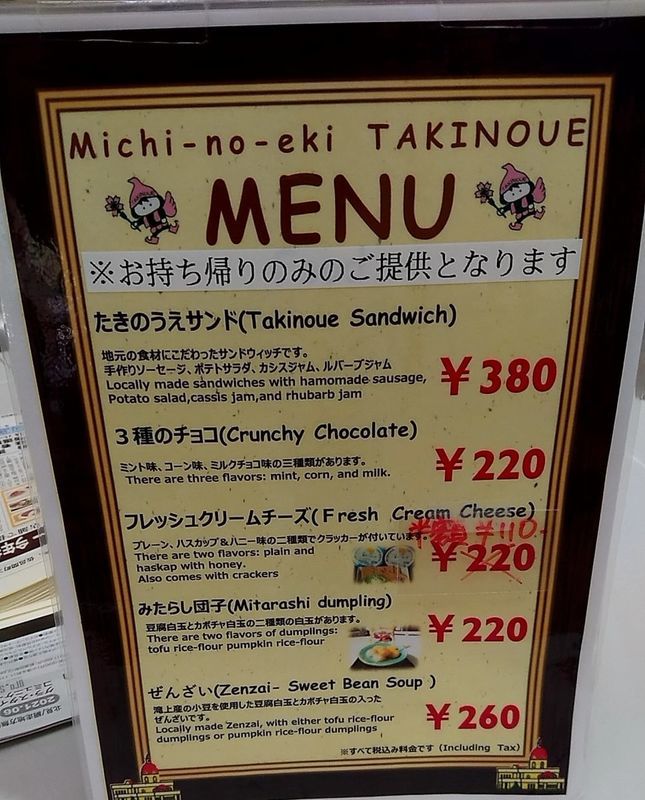 Michi-no-eki TAKINOUE
MENU
※お持ち帰りのみのご提供となります
たきのうえサンド(Takinoue Sandwich)
地元の食材にこだわったサンドウィッチです。
手作りソーセージ、ポテトサラダ、カシスジャム、ルバーブジャム
Locally made sandwiches with hamomade sausage,
Potato salad,cassis jam,and rhubarb jam
¥380
3種のチョコ(Crunchy Chocolate)
ミント味、コーン味、ミルクチョコ味の三種類があります。
There are three flavors: mint, corn, and milk.
¥220
フレッシュクリームチーズ(Fresh Cream Cheese)
半額 ¥110.
プレーン、ハスカップ&ハニー味の二種類でクラッカーが付いています。
There are two flavors: plain and
haskap with honey.
Also comes with crackers
¥220
みたらし団子(Mitarashi dumpling)
豆腐白玉とカボチャ白玉の二種類の白玉があります。
There are two flavors of dumplings:
tofu rice-flour pumpkin rice-flour
¥220
ぜんざい(Zenzai- Sweet Bean Soup )
滝上産の小豆を使用した豆腐白玉とカボチャ白玉の入った
ぜんざいです。
Locally made Zenzai, with either tofu rice-flour
dumplings or pumpkin rice-flour dumplings
¥260
※すべて税込み料金です (Including Tax)
2021.06